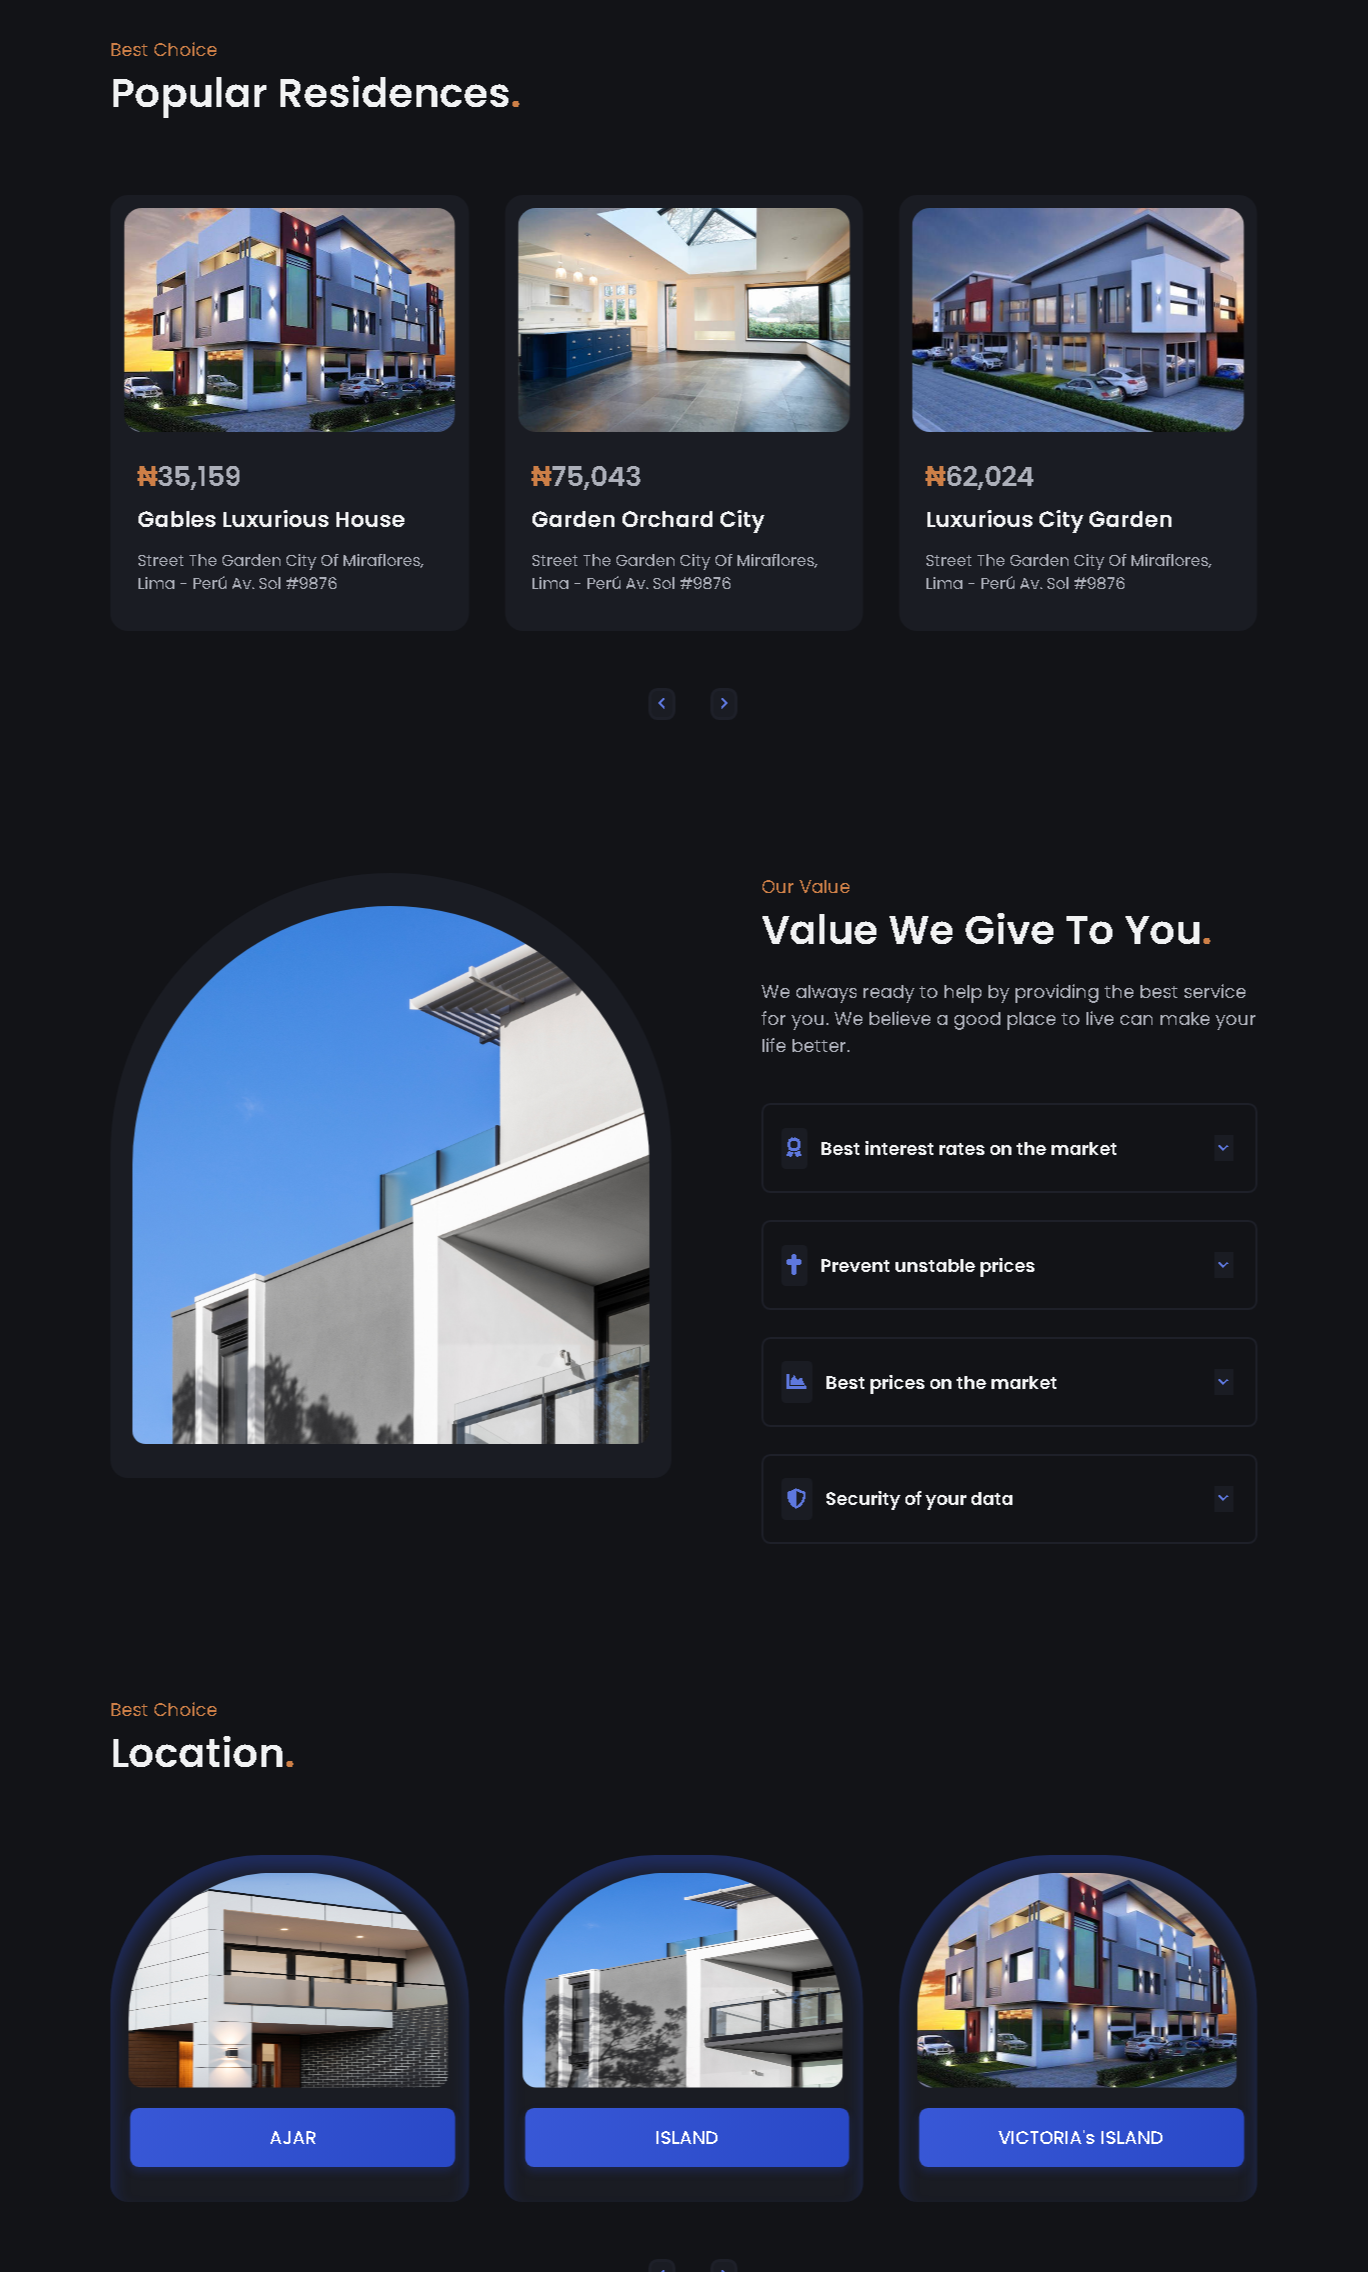 Best Choice
Popular Residences.
₦35,159
Gables Luxurious House
Street The Garden City Of Miraflores,
Lima - Perú Av. Sol #9876
₦75,043
Garden Orchard City
Street The Garden City Of Miraflores,
Lima - Perú Av. Sol #9876
₦62,024
Luxurious City Garden
Street The Garden City Of Miraflores,
Lima - Perú Av. Sol #9876
Our Value
Value We Give To You.
We always ready to help by providing the best service
for you. We believe a good place to live can make your
life better.
Best interest rates on the market
Prevent unstable prices
Best prices on the market
Security of your data
Best Choice
Location.
AJAR
ISLAND
VICTORIA's ISLAND